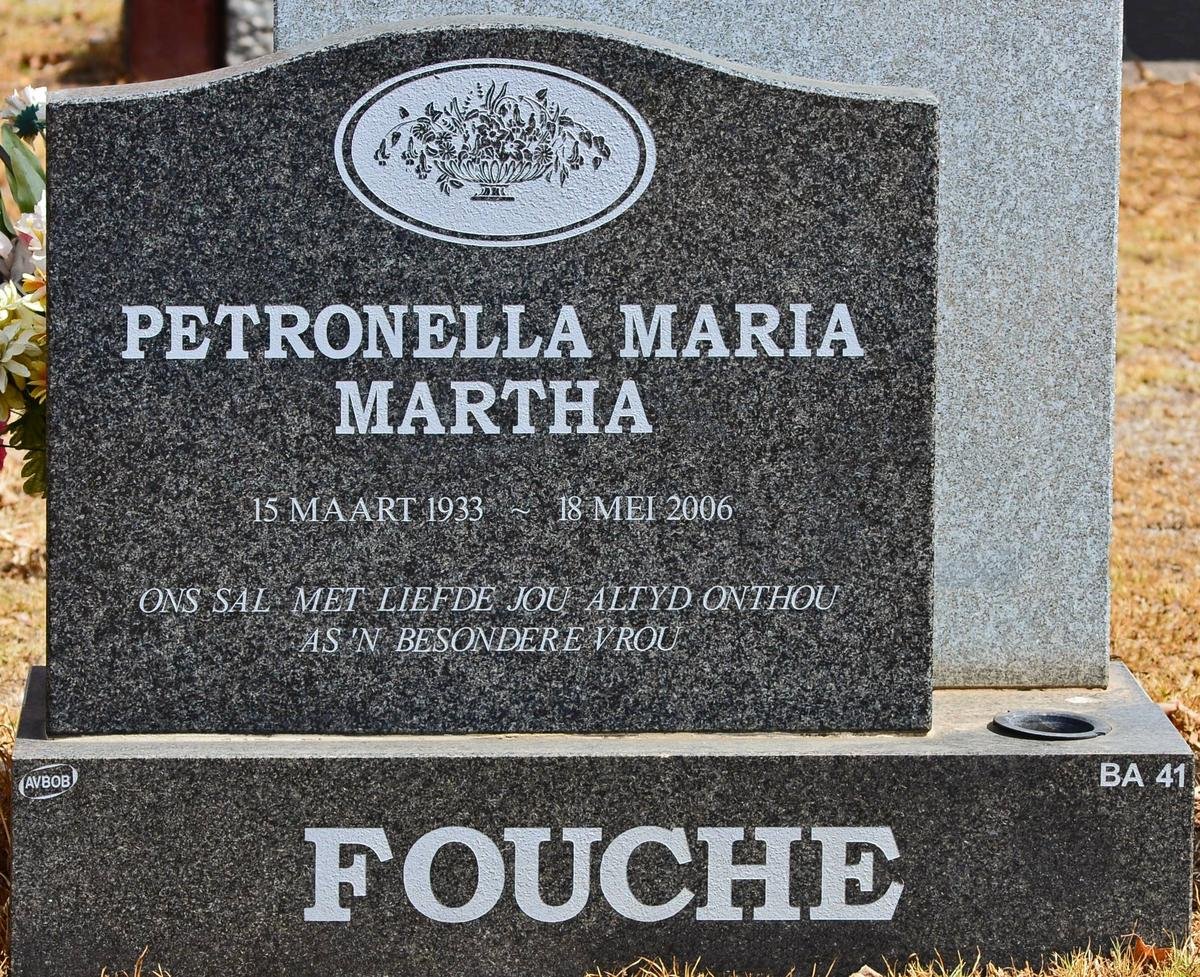 PETRONELLA MARIA
MARTHA
15 MAART 1933 ~ 18 MEI 2006
ONS SAL MET LIEFDE JOU ALTYD ONTHOU
AS 'N BESONDERE VROU
AVBOB
BA 41
FOUCHE